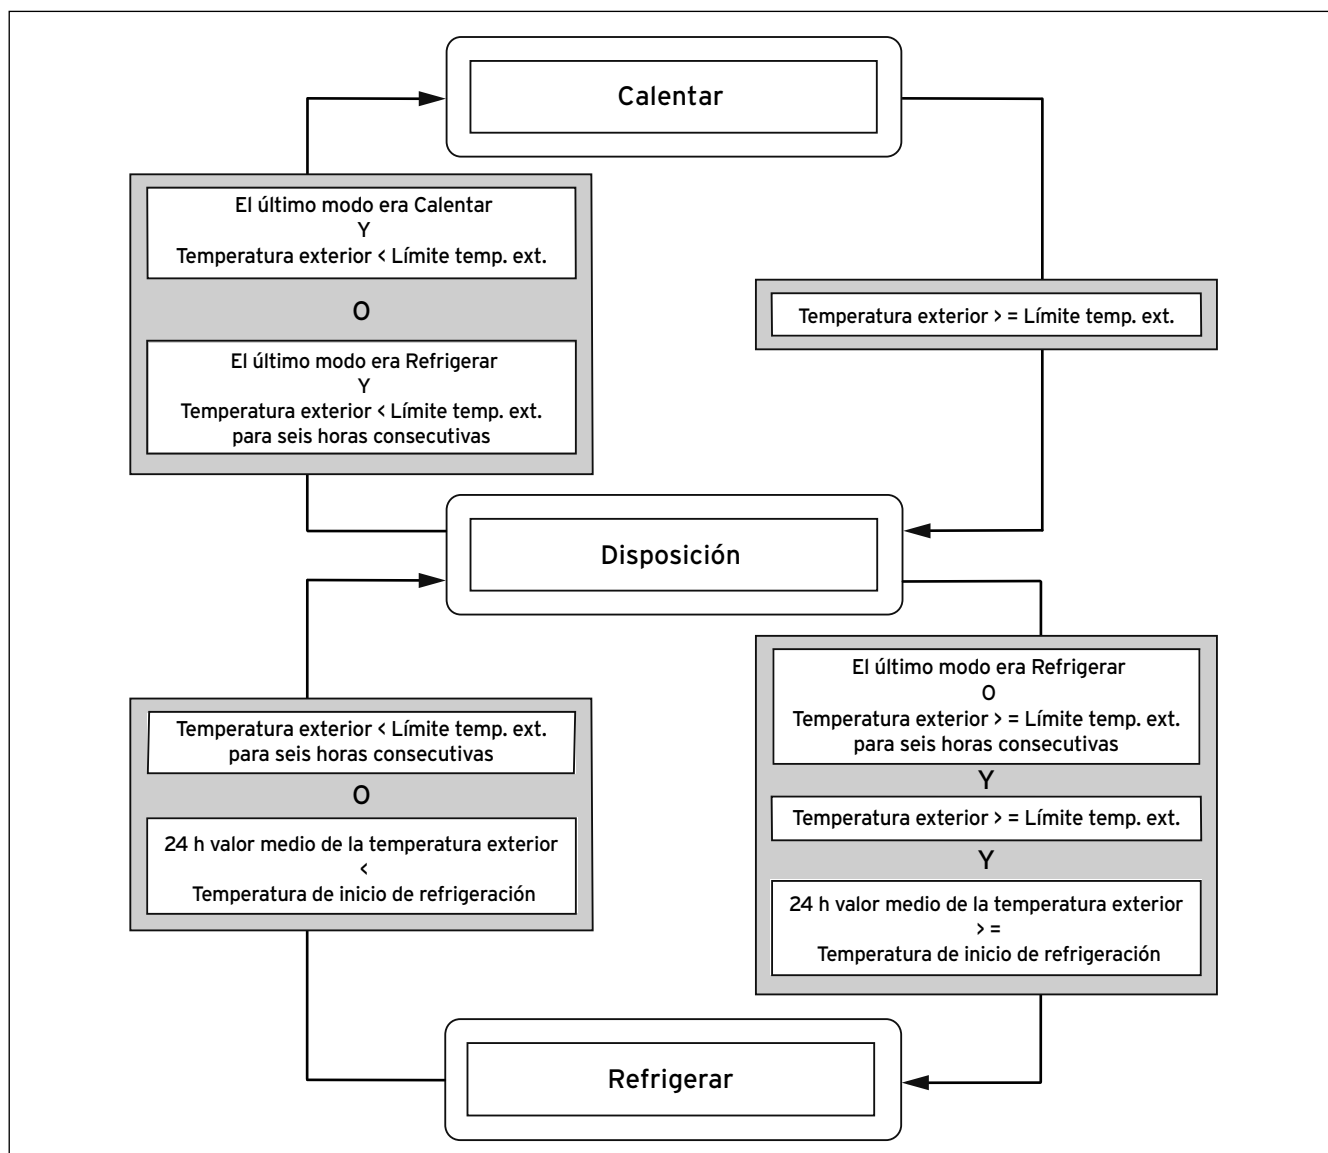 Calentar
El último modo era Calentar
Y
Temperatura exterior < Límite temp. ext.
O
El último modo era Refrigerar
Y
Temperatura exterior < Límite temp. ext.
para seis horas consecutivas
Temperatura exterior > = Límite temp. ext.
Disposición
Temperatura exterior < Límite temp. ext.
para seis horas consecutivas
O
24 h valor medio de la temperatura exterior
<
Temperatura de inicio de refrigeración
El último modo era Refrigerar
O
Temperatura exterior > = Límite temp. ext.
para seis horas consecutivas
Y
Temperatura exterior > = Límite temp. ext.
Y
24 h valor medio de la temperatura exterior
> =
Temperatura de inicio de refrigeración
Refrigerar